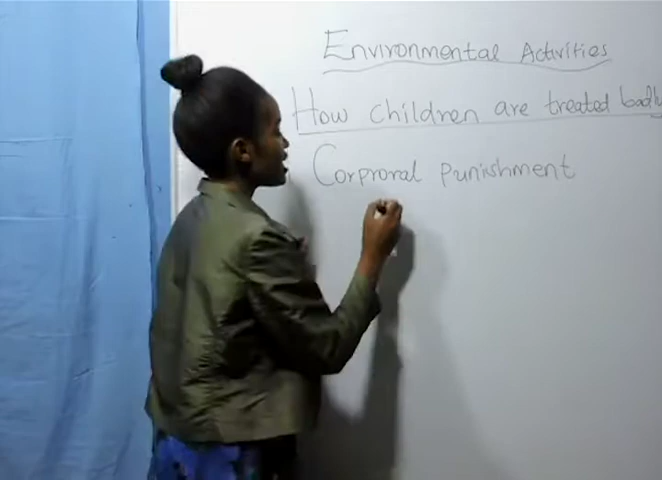 Environmental Activities
How children are treated badly
Corproral punishment